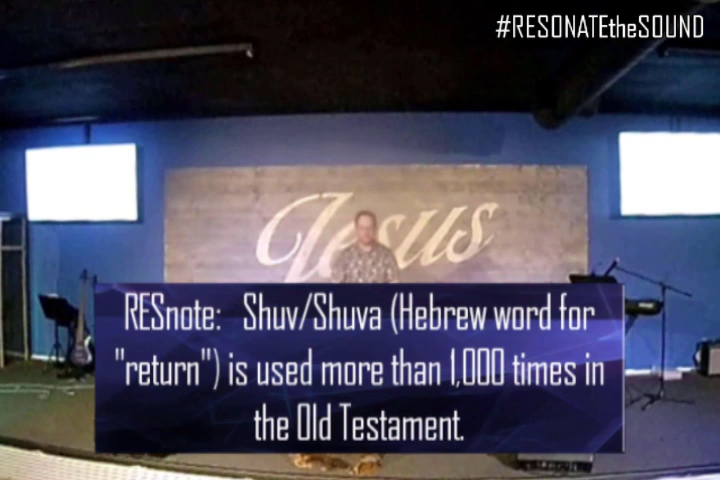 #RESONATEtheSOUND
Jesus
RESnote: Shuv/Shuva (Hebrew word for
"return") is used more than 1,000 times in
the Old Testament.